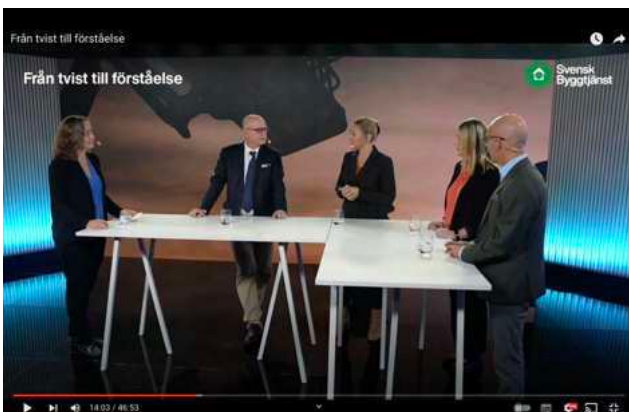 Från tvist till förståelse
Från tvist till förståelse
Svensk
Byggtjänst
14:03 / 46:53